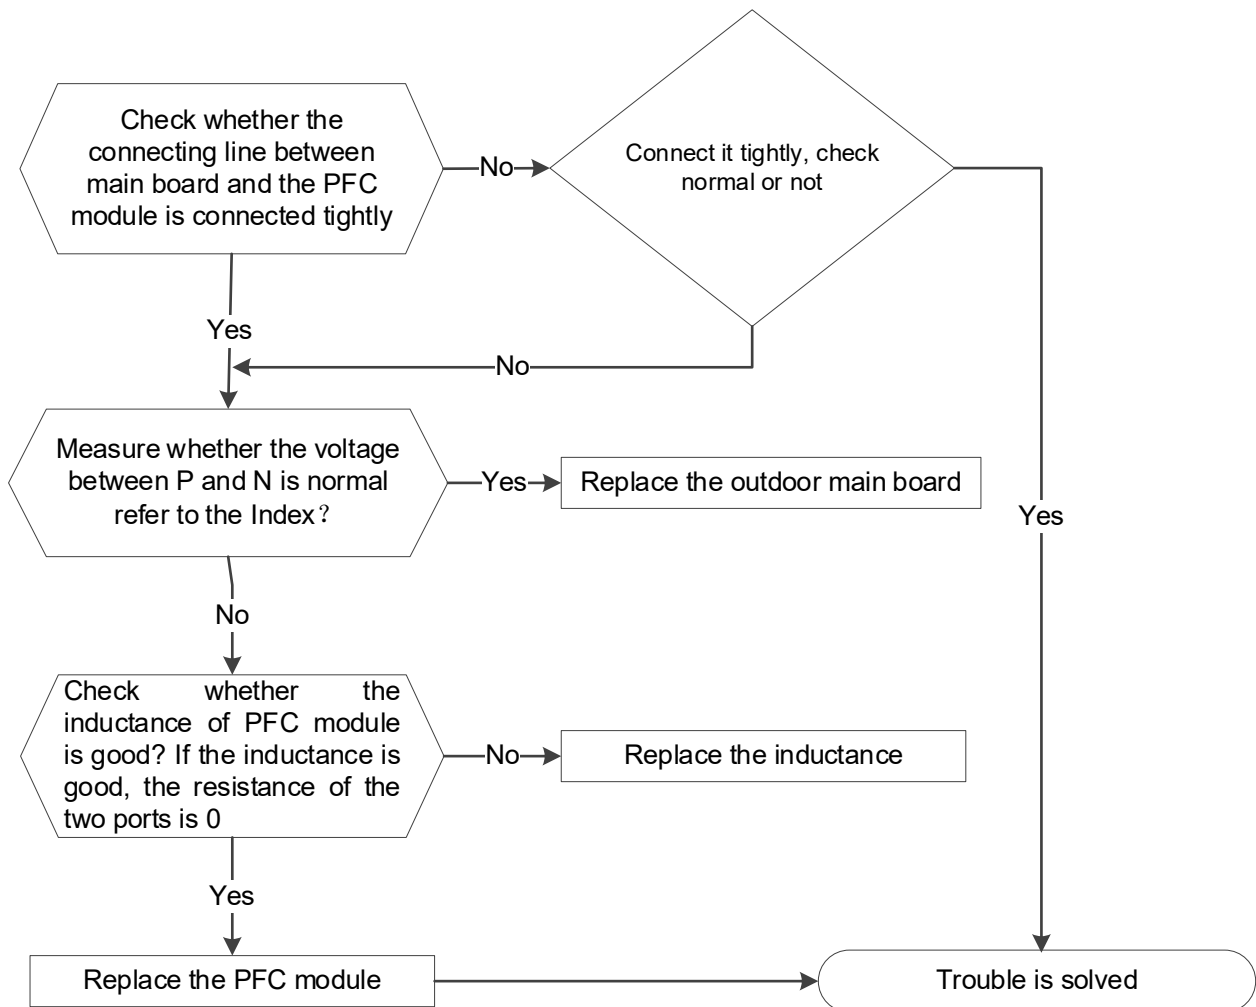 Check whether the
connecting line between
main board and the PFC
module is connected tightly
No
Connect it tightly, check
normal or not
Yes
No
Measure whether the voltage
between P and N is normal
refer to the Index？
Yes
Replace the outdoor main board
Yes
No
Check whether the
inductance of PFC module
is good? If the inductance is
good, the resistance of the
two ports is 0
No
Replace the inductance
Yes
Replace the PFC module
Trouble is solved